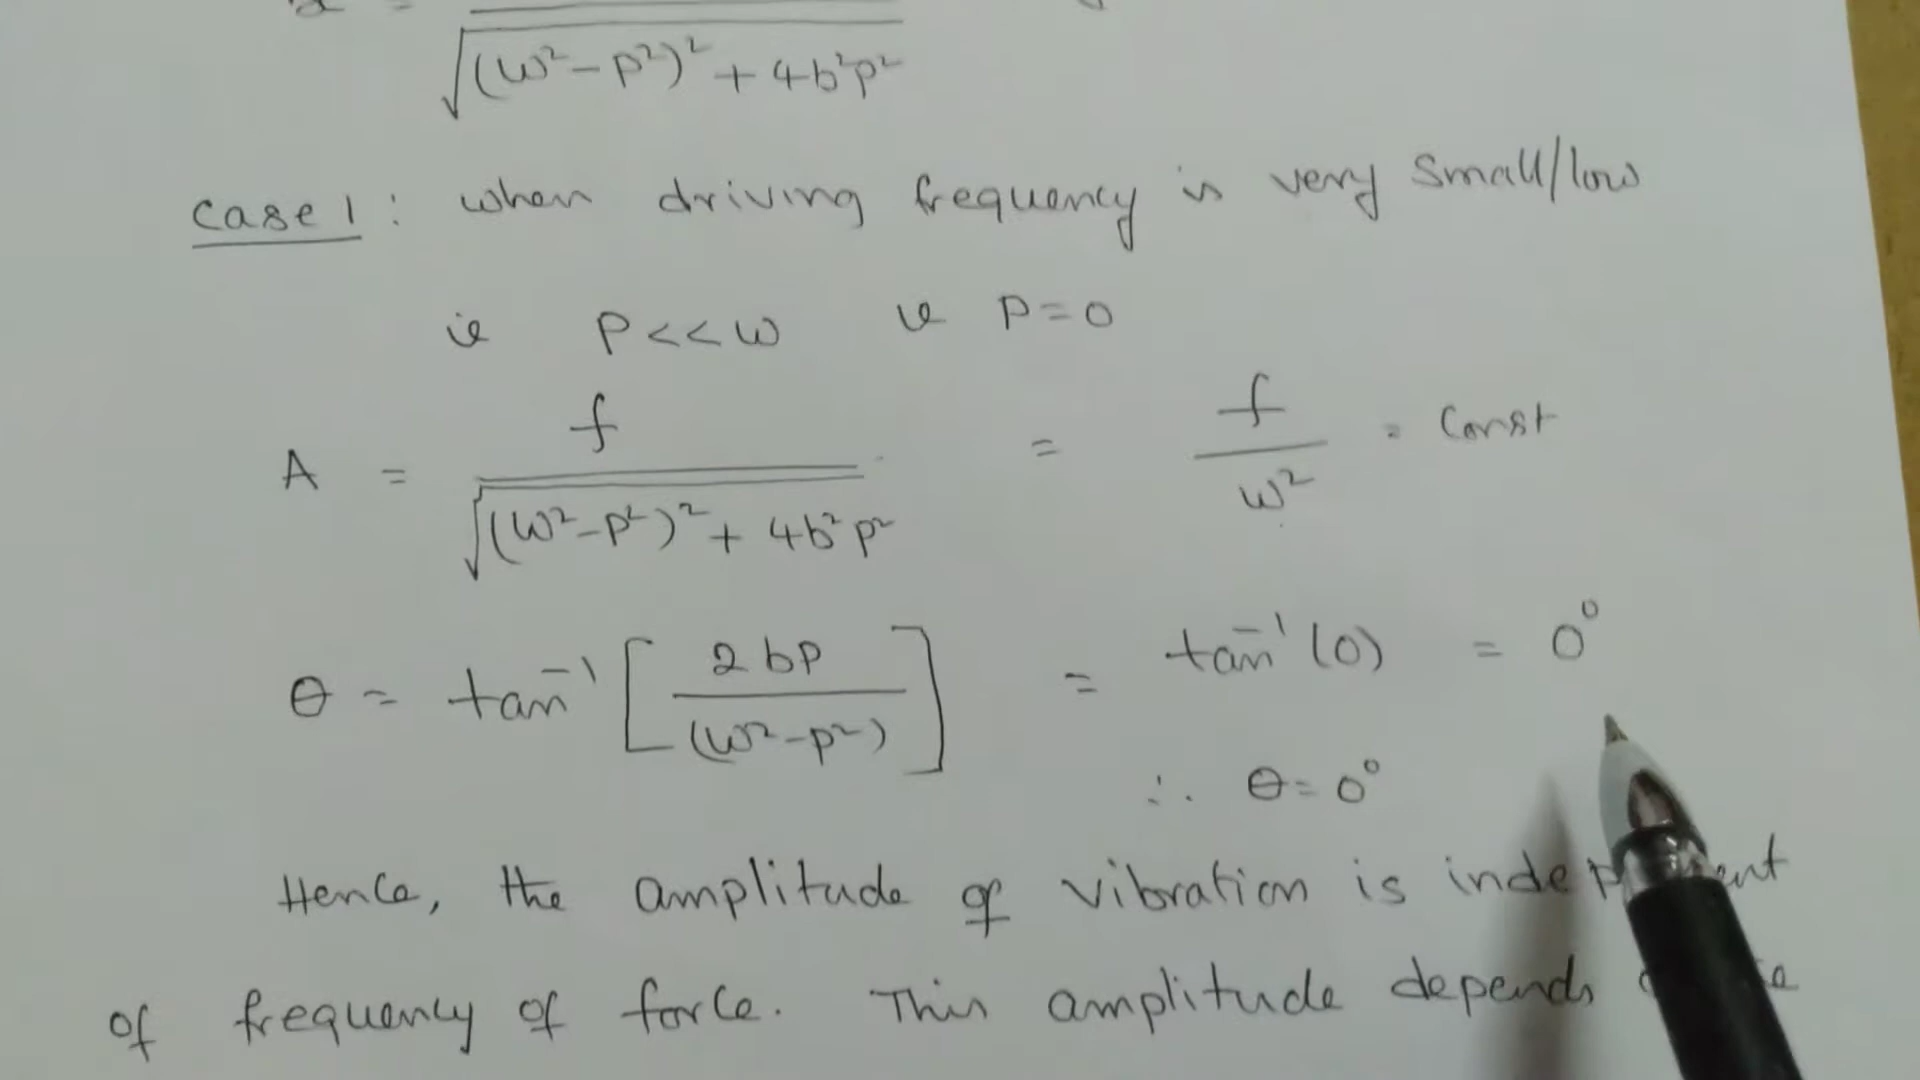 √(ω²-p²)² + 4b²p²
Case 1 : when driving frequency is very small/low
ie p<<ω ie p=0
A = f / √(ω²-p²)² + 4b²p² = f / ω² = Const
θ = tan⁻¹ [ 2bp / (ω²-p²) ] = tan⁻¹(0) = 0°
∴ θ = 0°
Hence, the amplitude of vibration is
of frequency of force. This amplitude depends